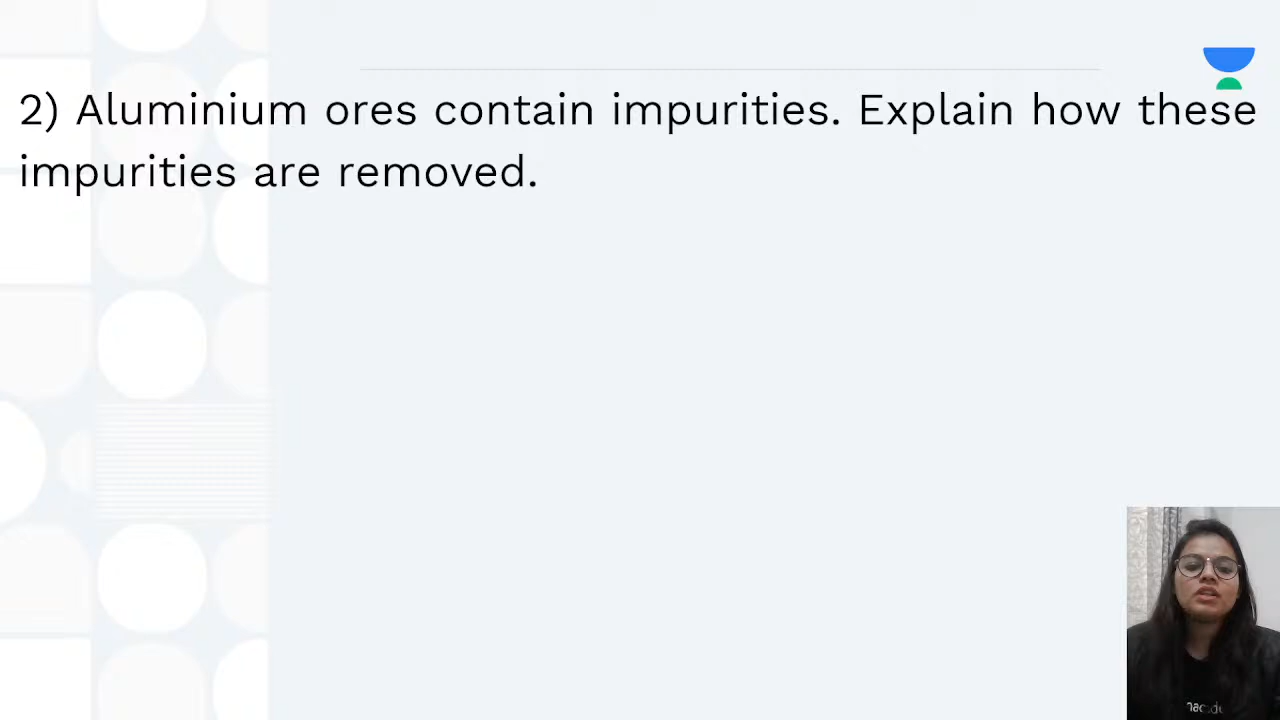 2) Aluminium ores contain impurities. Explain how these
impurities are removed.